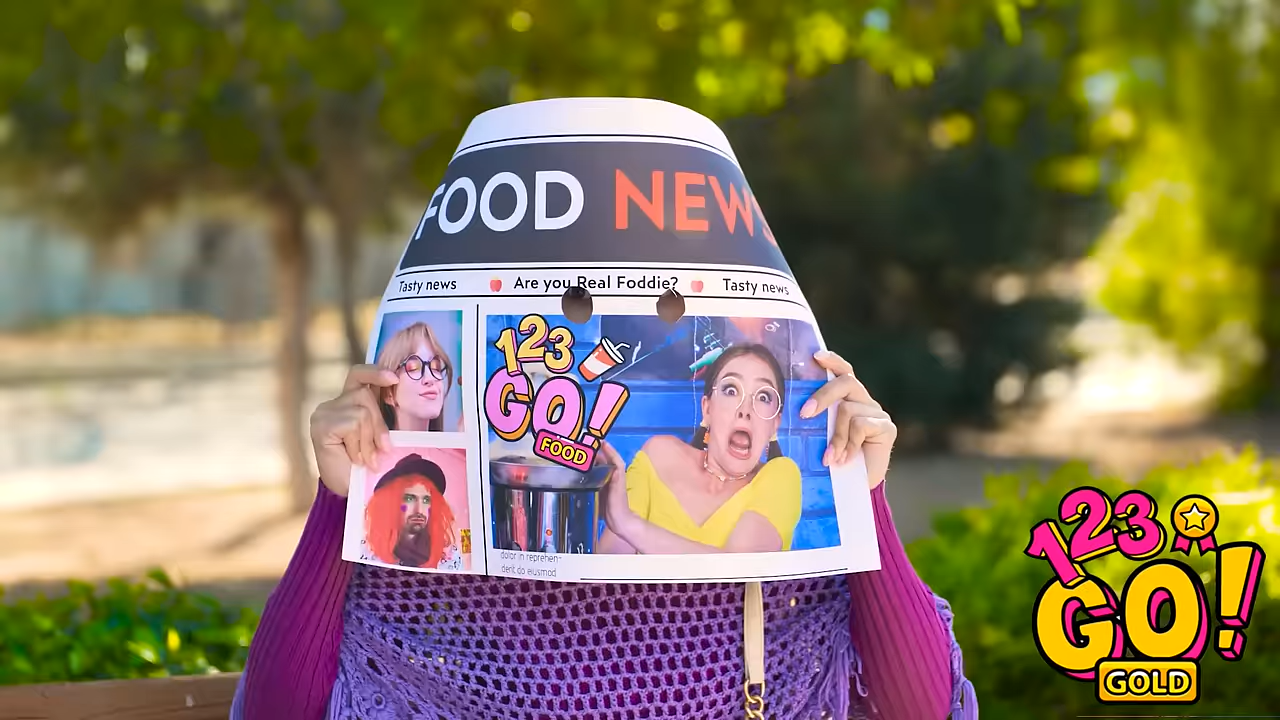 FOOD NEWS
Tasty news Are you Real Foddie? Tasty news
123
GO!
FOOD
dolor in reprehen-
derit do eiusmod
123
GO!
GOLD